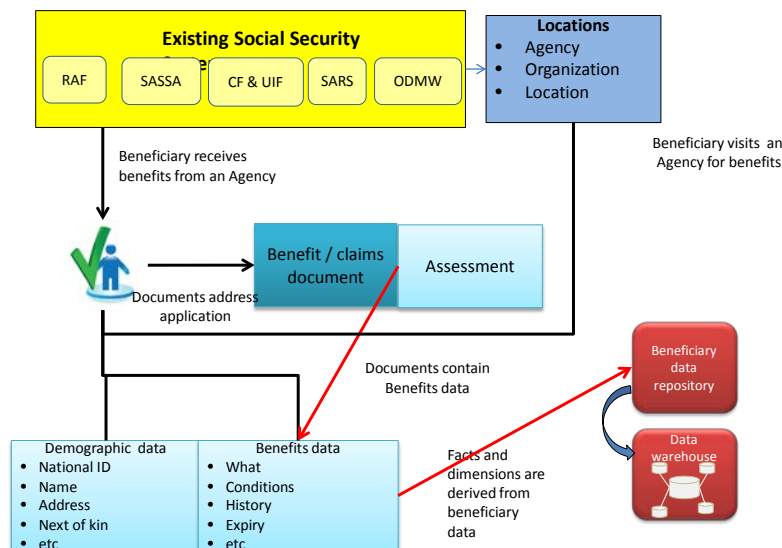 Existing Social Security
RAF
SASSA
CF & UIF
SARS
ODMW
Locations
• Agency
• Organization
• Location
Beneficiary visits an
Agency for benefits
Beneficiary receives
benefits from an Agency
Benefit / claims
document
Assessment
Documents address
application
Documents contain
Benefits data
Beneficiary
data
repository
Data
warehouse
Demographic data
• National ID
• Name
• Address
• Next of kin
• etc
Benefits data
• What
• Conditions
• History
• Expiry
• etc
Facts and
dimensions are
derived from
beneficiary
data